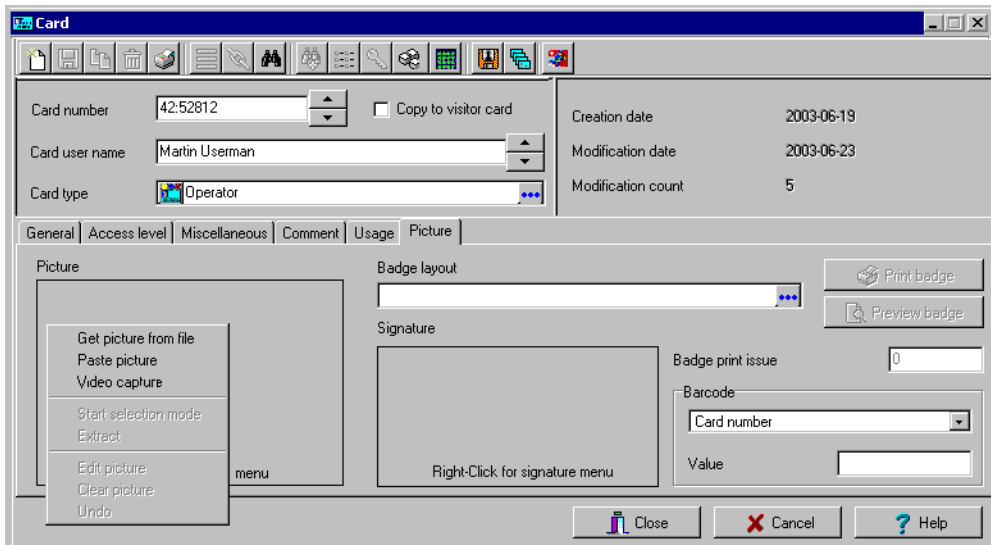 Card
Card number
42:52812
Copy to visitor card
Card user name
Martin Userman
Card type
Operator
Creation date
2003-06-19
Modification date
2003-06-23
Modification count
5
General
Access level
Miscellaneous
Comment
Usage
Picture
Picture
Get picture from file
Paste picture
Video capture
Start selection mode
Extract
Edit picture
Clear picture
Undo
menu
Badge layout
Signature
Right-Click for signature menu
Print badge
Preview badge
Badge print issue
0
Barcode
Card number
Value
Close
Cancel
Help